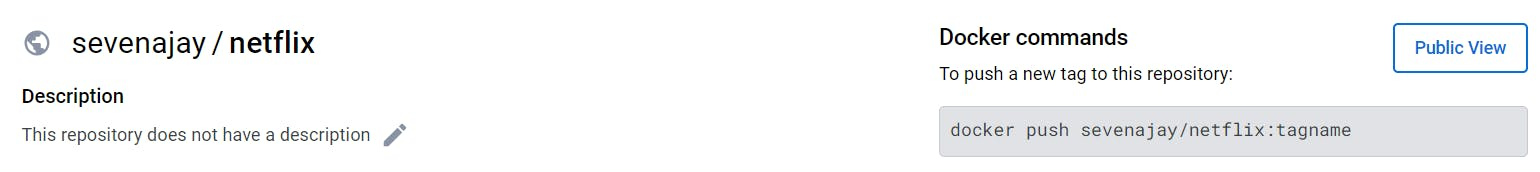 sevenajay / netflix
Description
This repository does not have a description
Docker commands
Public View
To push a new tag to this repository:
docker push sevenajay/netflix:tagname